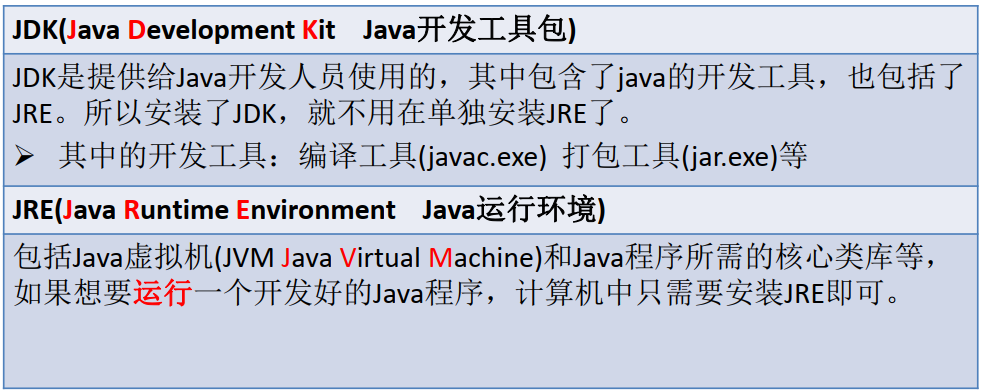 JDK(Java Development Kit Java开发工具包)
JDK是提供给Java开发人员使用的，其中包含了java的开发工具，也包括了
JRE。所以安装了JDK，就不用在单独安装JRE了。
➢ 其中的开发工具：编译工具(javac.exe) 打包工具(jar.exe)等
JRE(Java Runtime Environment Java运行环境)
包括Java虚拟机(JVM Java Virtual Machine)和Java程序所需的核心类库等，
如果想要运行一个开发好的Java程序，计算机中只需要安装JRE即可。